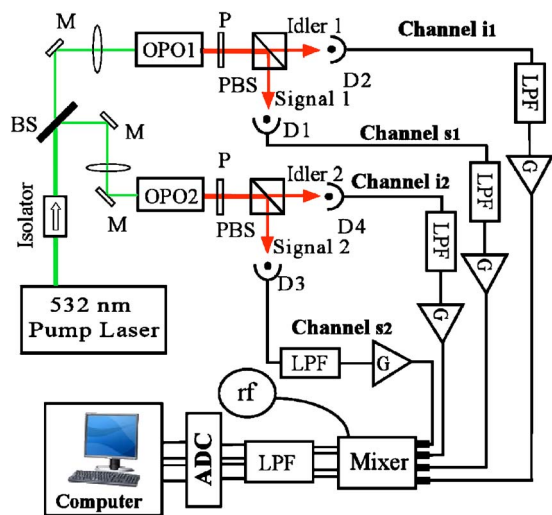 M
OPO1
P
Idler 1
Channel i1
PBS
D2
Signal 1
LPF
BS
M
D1
Channel s1
G
P
Idler 2
Channel i2
LPF
Isolator
M
OPO2
PBS
D4
LPF
G
Signal 2
D3
G
532 nm
Pump Laser
Channel s2
LPF
G
rf
Computer
ADC
LPF
Mixer